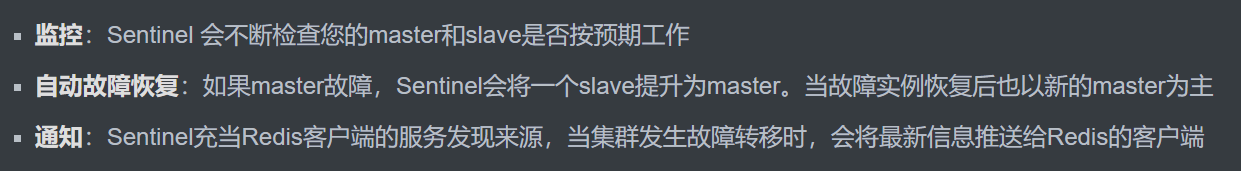 监控：Sentinel 会不断检查您的master和slave是否按预期工作
自动故障恢复：如果master故障，Sentinel会将一个slave提升为master。当故障实例恢复后也以新的master为主
通知：Sentinel充当Redis客户端的服务发现来源，当集群发生故障转移时，会将最新信息推送给Redis的客户端